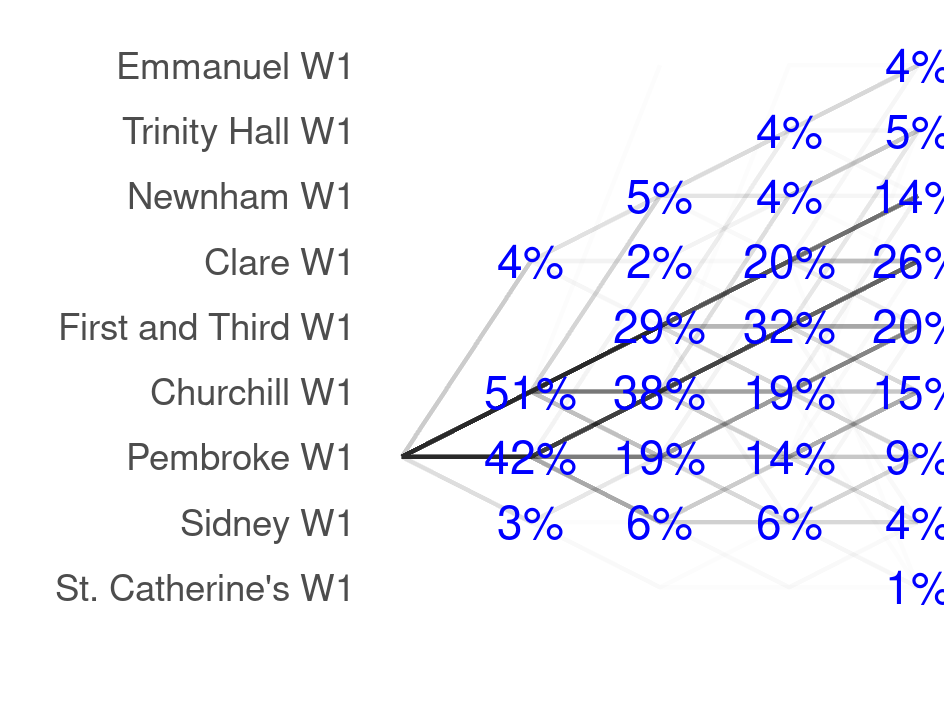 Emmanuel W1 4%
Trinity Hall W1 4% 5%
Newnham W1 5% 4% 14%
Clare W1 4% 2% 20% 26%
First and Third W1 29% 32% 20%
Churchill W1 51% 38% 19% 15%
Pembroke W1 42% 19% 14% 9%
Sidney W1 3% 6% 6% 4%
St. Catherine's W1 1%